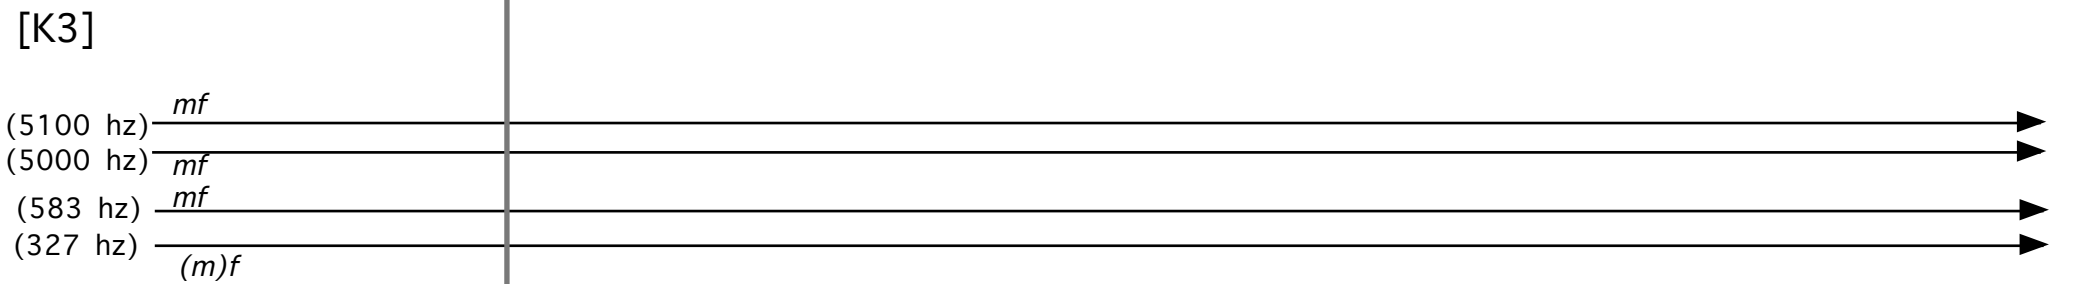 [K3]
mf
(5100 hz)
(5000 hz)
mf
mf
(583 hz)
(327 hz)
(m)f